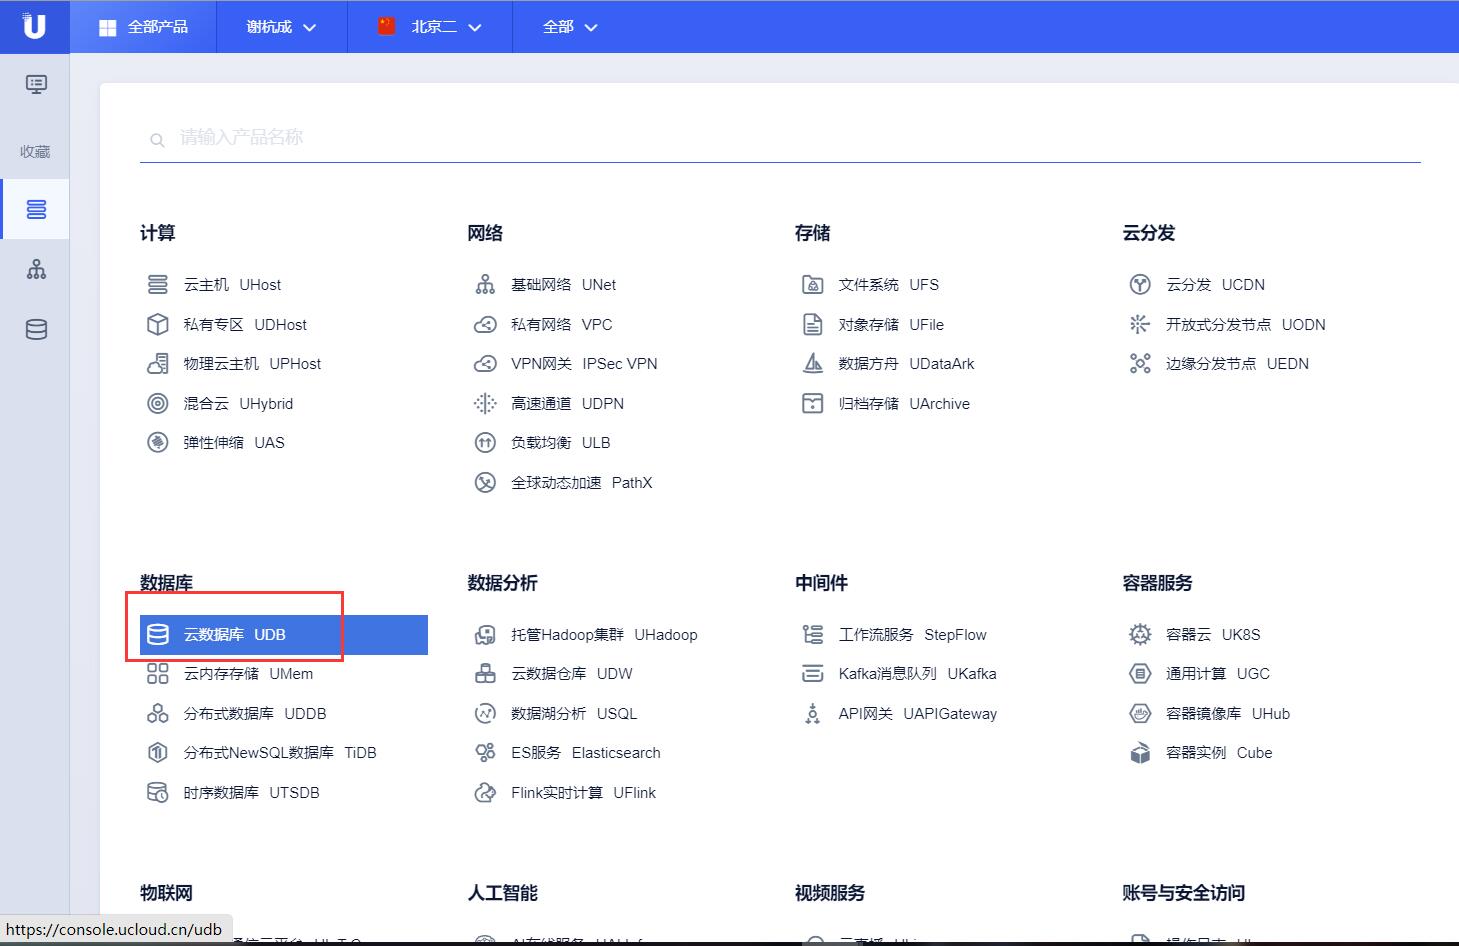 全部产品
谢杭成
北京二
全部
收藏
请输入产品名称
计算
云主机 UHost
私有专区 UDHost
物理云主机 UPHost
混合云 UHybrid
弹性伸缩 UAS
网络
基础网络 UNet
私有网络 VPC
VPN网关 IPSec VPN
高速通道 UDPN
负载均衡 ULB
全球动态加速 PathX
存储
文件系统 UFS
对象存储 UFile
数据方舟 UDataArk
归档存储 UArchive
云分发
云分发 UCDN
开放式分发节点 UODN
边缘分发节点 UEDN
数据库
云数据库 UDB
云内存存储 UMem
分布式数据库 UDDB
分布式NewSQL数据库 TiDB
时序数据库 UTSDB
数据分析
托管Hadoop集群 UHadoop
云数据仓库 UDW
数据湖分析 USQL
ES服务 Elasticsearch
Flink实时计算 UFlink
中间件
工作流服务 StepFlow
Kafka消息队列 UKafka
API网关 UAPIGateway
容器服务
容器云 UK8S
通用计算 UGC
容器镜像库 UHub
容器实例 Cube
物联网
人工智能
视频服务
账号与安全访问
https://console.ucloud.cn/udb